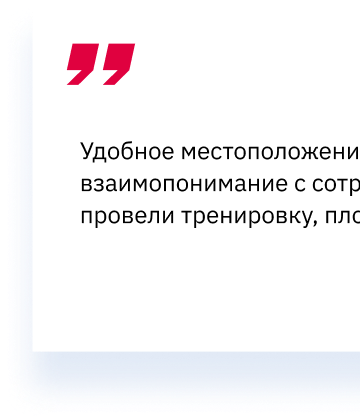 Удобное местоположени
взаимопонимание с сотр
провели тренировку, пло